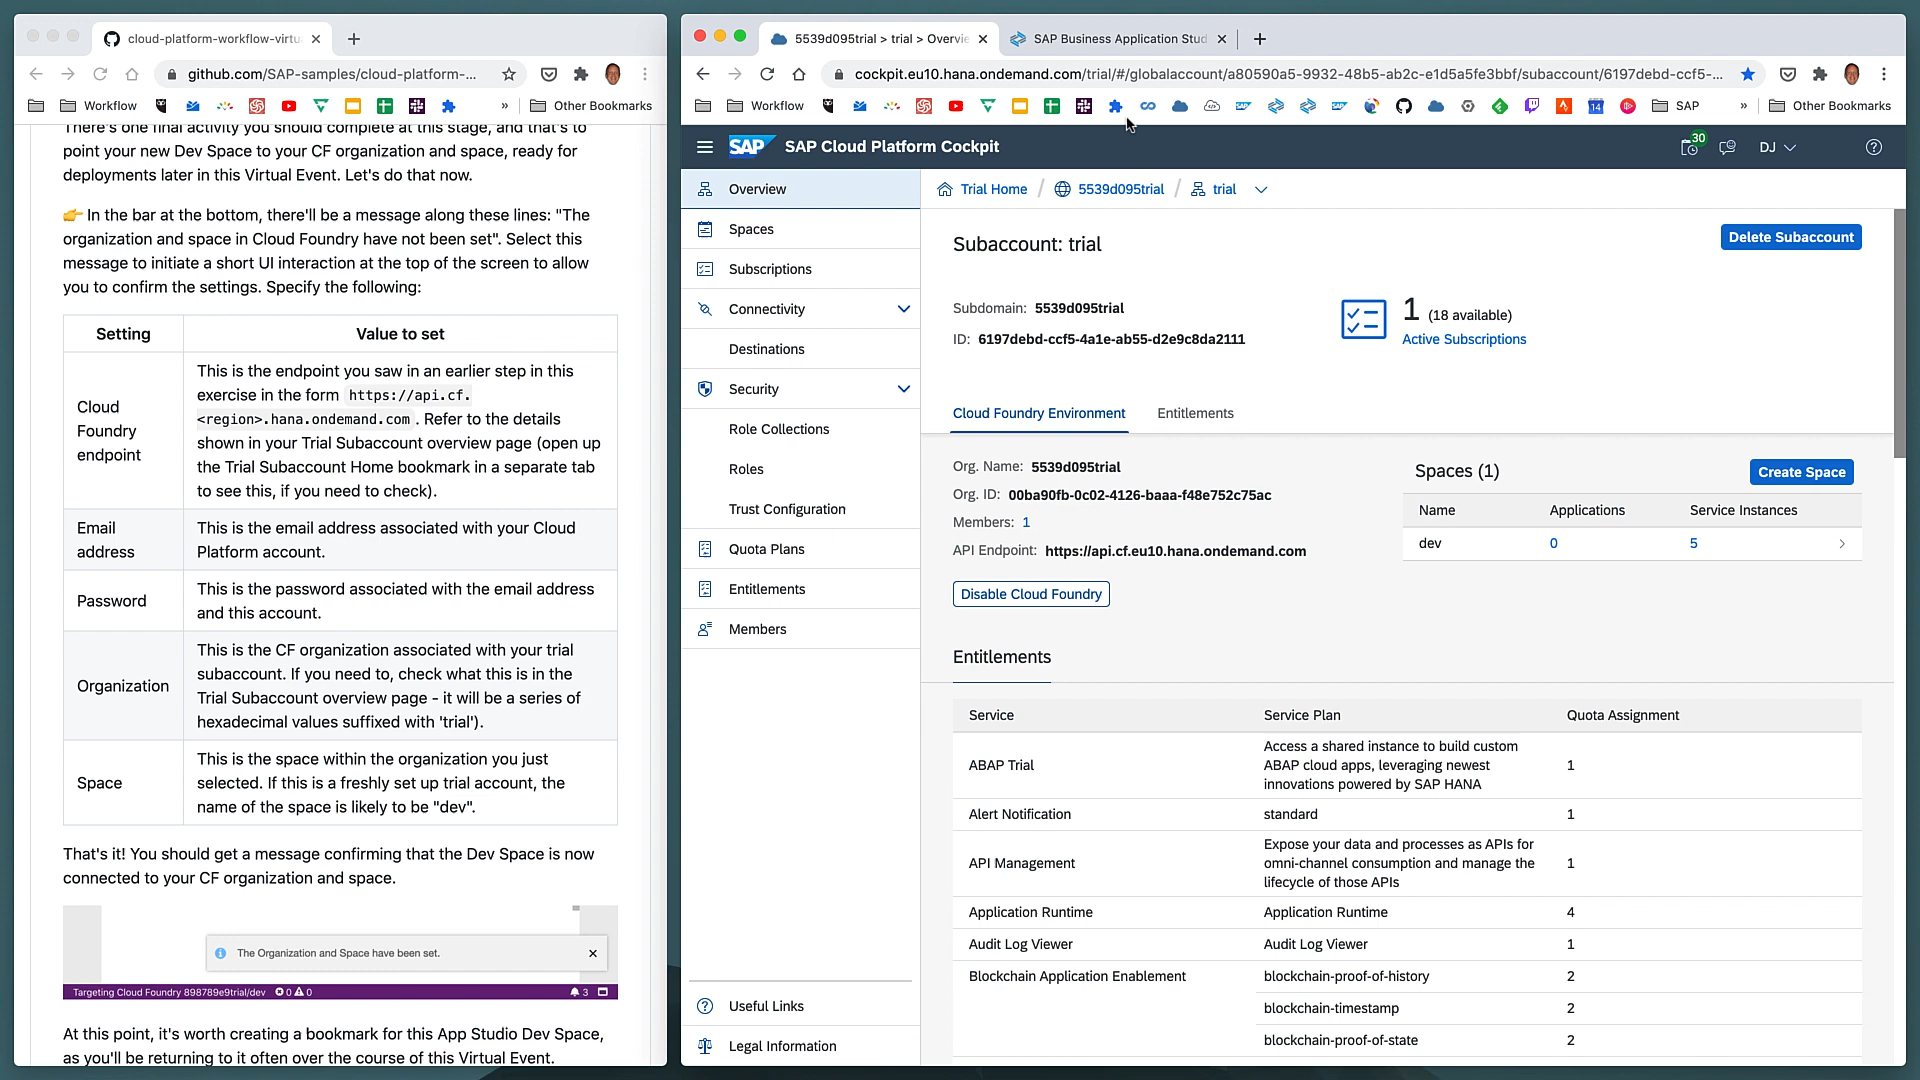 cloud-platform-workflow-virtu
github.com/SAP-samples/cloud-platform-...
Workflow
»
Other Bookmarks
There's one final activity you should complete at this stage, and that's to
point your new Dev Space to your CF organization and space, ready for
deployments later in this Virtual Event. Let's do that now.
👉 In the bar at the bottom, there'll be a message along these lines: "The
organization and space in Cloud Foundry have not been set". Select this
message to initiate a short UI interaction at the top of the screen to allow
you to confirm the settings. Specify the following:
Setting
Value to set
Cloud
Foundry
endpoint
This is the endpoint you saw in an earlier step in this
exercise in the form https://api.cf.
<region>.hana.ondemand.com. Refer to the details
shown in your Trial Subaccount overview page (open up
the Trial Subaccount Home bookmark in a separate tab
to see this, if you need to check).
Email
address
This is the email address associated with your Cloud
Platform account.
Password
This is the password associated with the email address
and this account.
Organization
This is the CF organization associated with your trial
subaccount. If you need to, check what this is in the
Trial Subaccount overview page - it will be a series of
hexadecimal values suffixed with 'trial').
Space
This is the space within the organization you just
selected. If this is a freshly set up trial account, the
name of the space is likely to be "dev".
That's it! You should get a message confirming that the Dev Space is now
connected to your CF organization and space.
The Organization and Space have been set.
Targeting Cloud Foundry 898789e9trial/dev
0 0
3
At this point, it's worth creating a bookmark for this App Studio Dev Space,
as you'll be returning to it often over the course of this Virtual Event.
5539d095trial > trial > Overvie
SAP Business Application Stud
cockpit.eu10.hana.ondemand.com/trial/#/globalaccount/a80590a5-9932-48b5-ab2c-e1d5a5fe3bbf/subaccount/6197debd-ccf5-...
Workflow
14
SAP
»
Other Bookmarks
SAP
SAP Cloud Platform Cockpit
30
DJ
Overview
Spaces
Subscriptions
Connectivity
Destinations
Security
Role Collections
Roles
Trust Configuration
Quota Plans
Entitlements
Members
Useful Links
Legal Information
Trial Home / 5539d095trial / trial
Subaccount: trial
Delete Subaccount
Subdomain: 5539d095trial
ID: 6197debd-ccf5-4a1e-ab55-d2e9c8da2111
1 (18 available)
Active Subscriptions
Cloud Foundry Environment
Entitlements
Org. Name: 5539d095trial
Org. ID: 00ba90fb-0c02-4126-baaa-f48e752c75ac
Members: 1
API Endpoint: https://api.cf.eu10.hana.ondemand.com
Disable Cloud Foundry
Spaces (1)
Create Space
Name Applications Service Instances
dev 0 5
Entitlements
Service Service Plan Quota Assignment
ABAP Trial
Access a shared instance to build custom
ABAP cloud apps, leveraging newest
innovations powered by SAP HANA
1
Alert Notification standard 1
API Management
Expose your data and processes as APIs for
omni-channel consumption and manage the
lifecycle of those APIs
1
Application Runtime Application Runtime 4
Audit Log Viewer Audit Log Viewer 1
Blockchain Application Enablement blockchain-proof-of-history 2
blockchain-timestamp 2
blockchain-proof-of-state 2